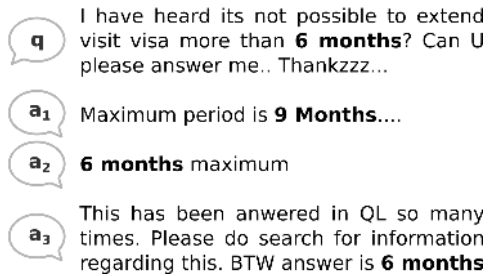 q
I have heard its not possible to extend
visit visa more than 6 months? Can U
please answer me.. Thankzzz...
a1
Maximum period is 9 Months....
a2
6 months maximum
a3
This has been anwered in QL so many
times. Please do search for information
regarding this. BTW answer is 6 months